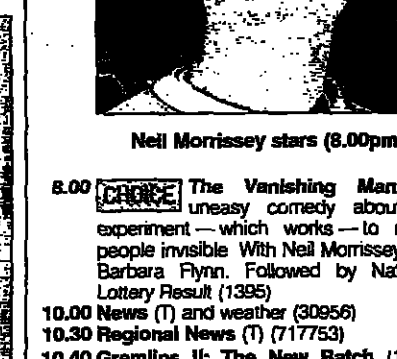 Neil Morrissey stars (8.00pm
8.00 CHOICE The Vanishing Man
uneasy comedy about
experiment — which works — to
people invisible With Neil Morrissey
Barbara Flynn. Followed by Nat
Lottery Result (1395)
10.00 News (T) and weather (30956)
10.30 Regional News (T) (717753)
10.40 Gremlins II: The New Batch (1